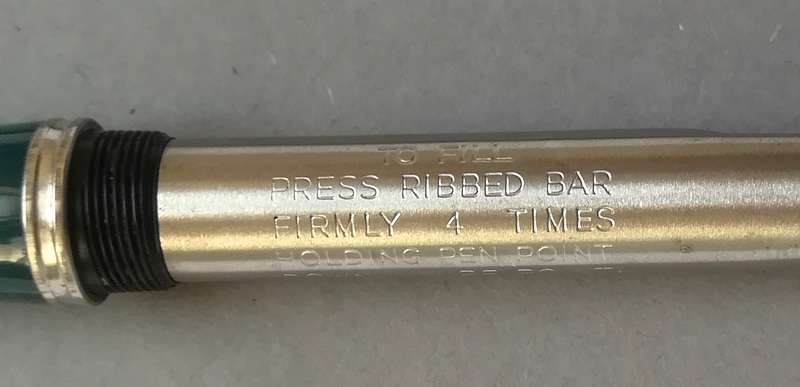 TO FILL
PRESS RIBBED BAR
FIRMLY 4 TIMES
HOLDING PEN POINT